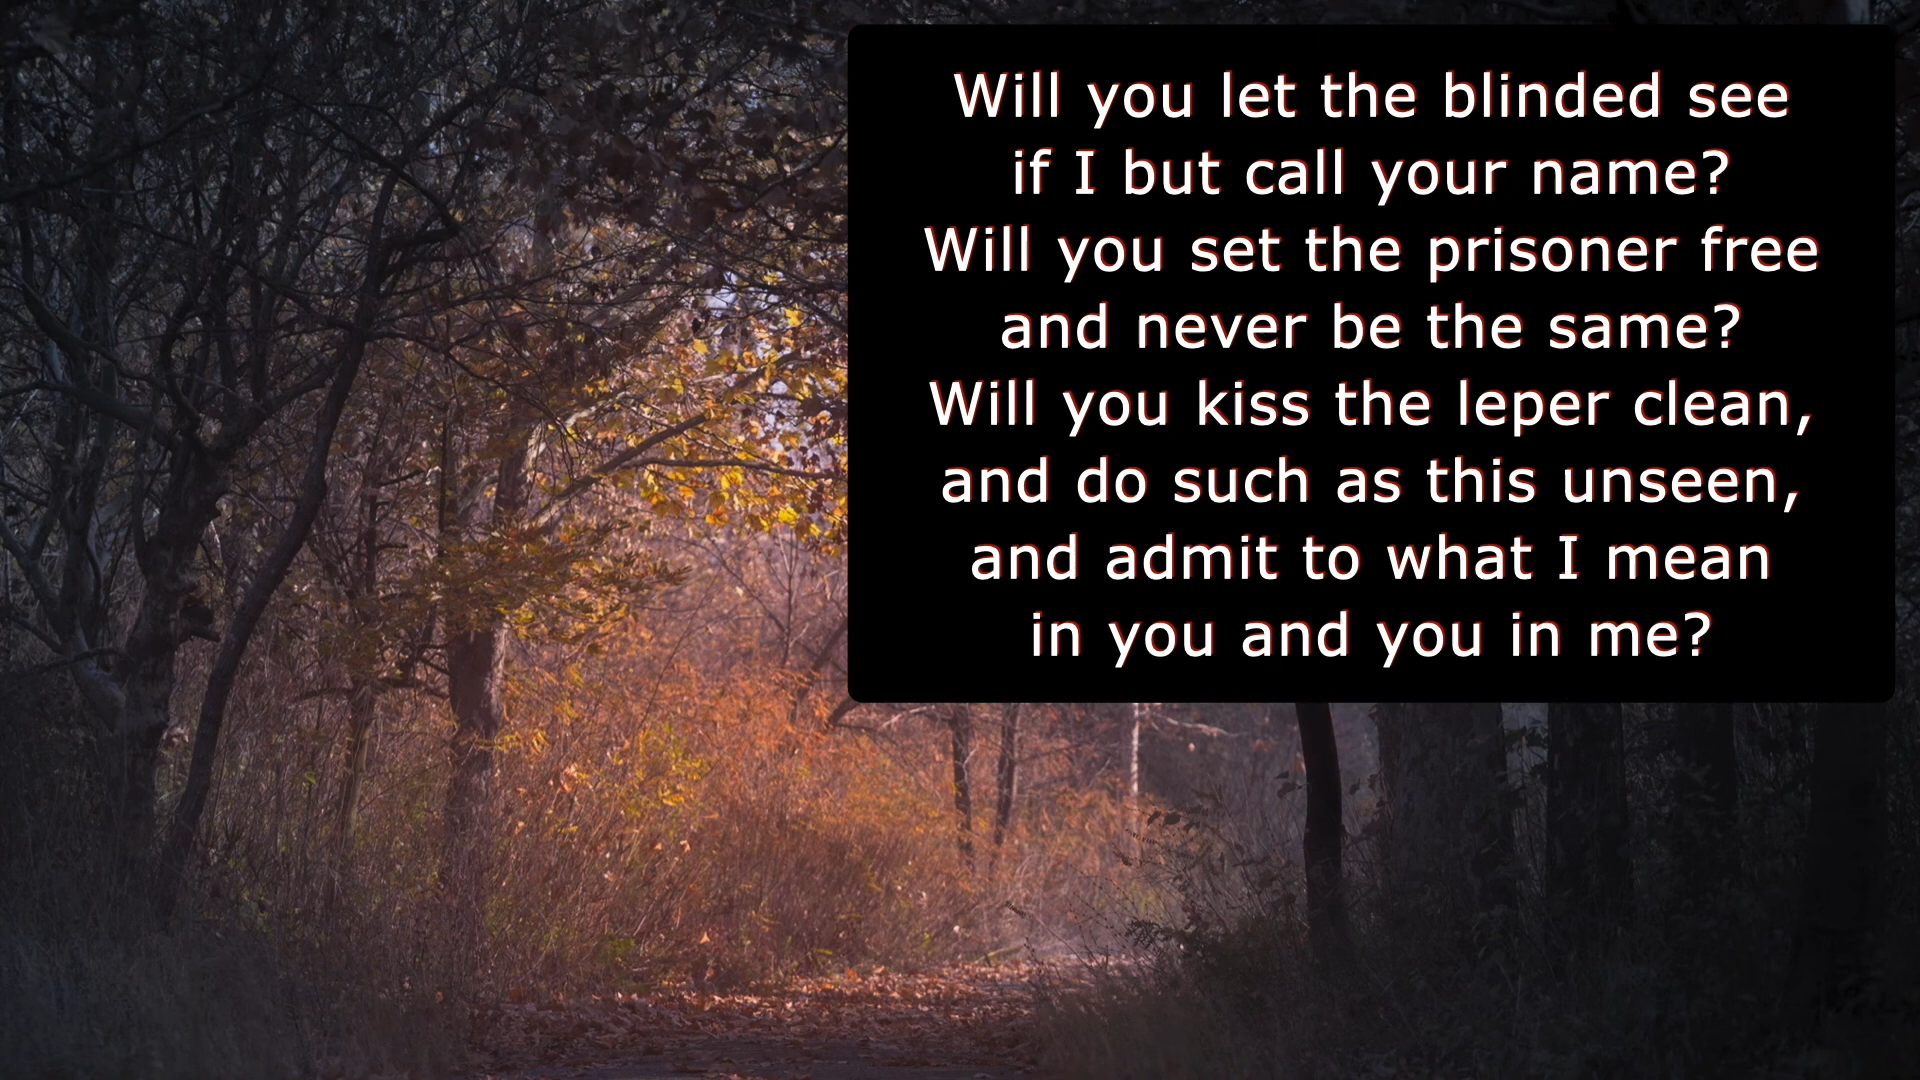 Will you let the blinded see
if I but call your name?
Will you set the prisoner free
and never be the same?
Will you kiss the leper clean,
and do such as this unseen,
and admit to what I mean
in you and you in me?